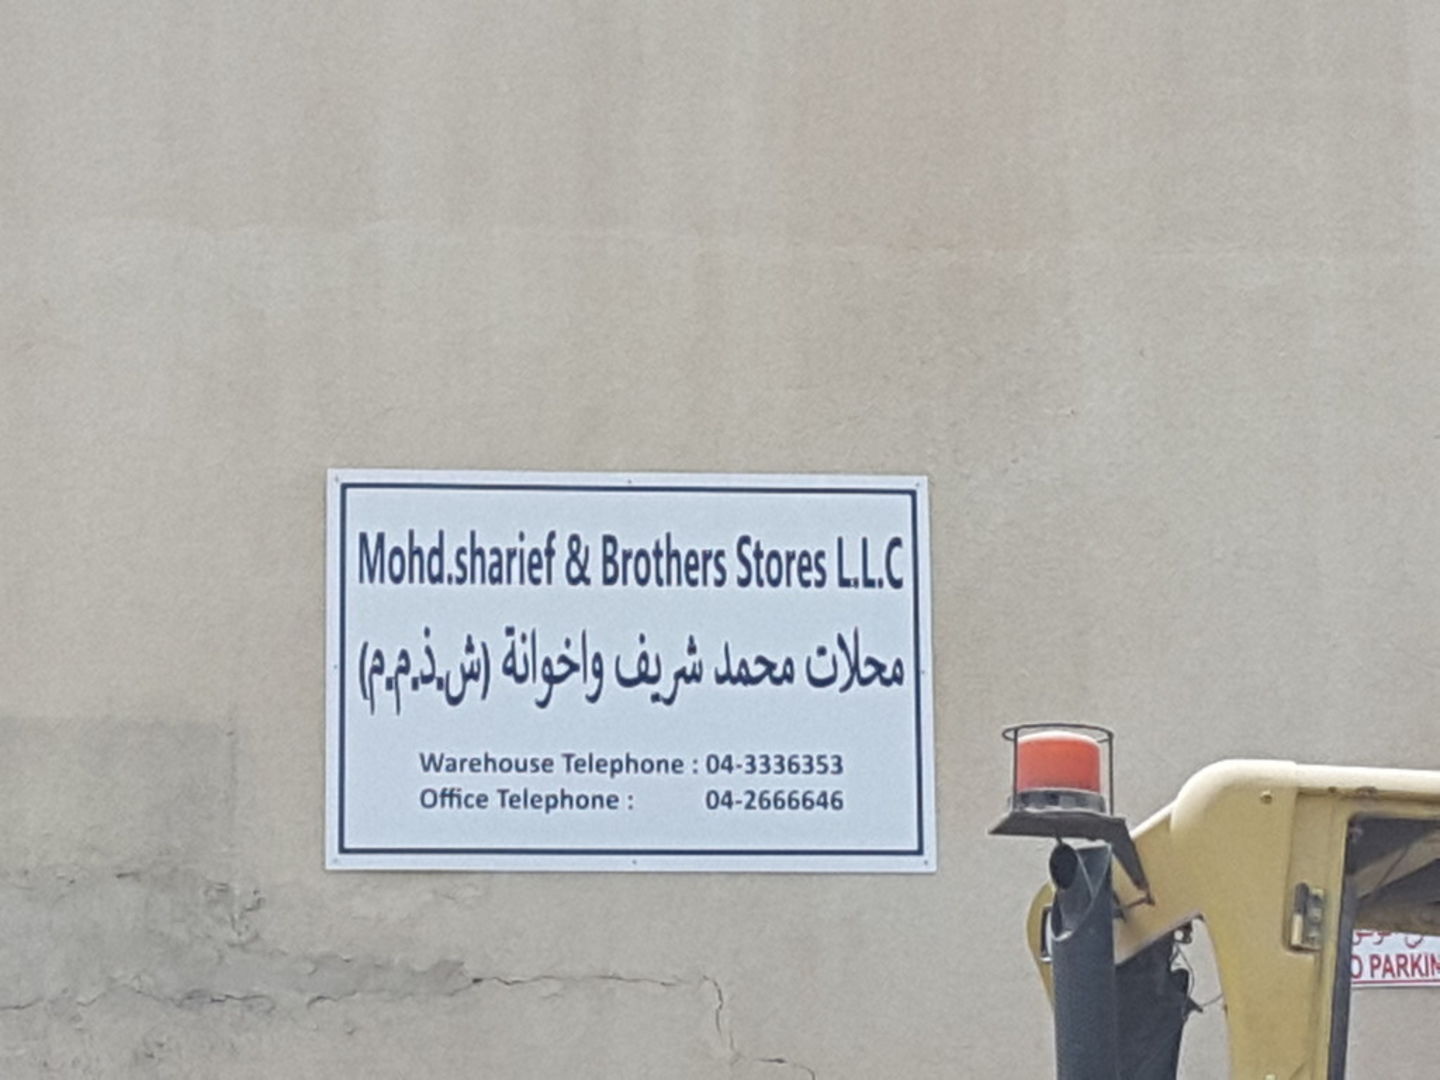 Mohd.sharief & Brothers Stores L.L.C
محلات محمد شريف واخوانة (ش.ذ.م.م)
Warehouse Telephone : 04-3336353
Office Telephone : 04-2666646
PARKIN